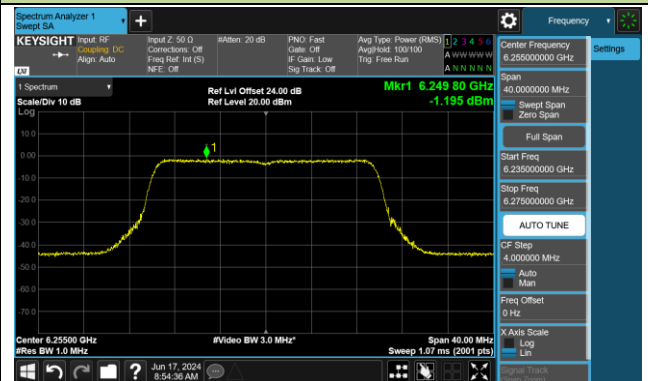 Spectrum Analyzer 1
Swept SA
+
Frequency
KEYSIGHT
Input: RF
Coupling: DC
Align: Auto
Input Z: 50 Ω
Corrections: Off
Freq Ref: Int (S)
NFE: Off
#Atten: 20 dB
PNO: Fast
Gate: Off
IF Gain: Low
Sig Track: Off
Avg Type: Power (RMS)
Avg|Hold: 100/100
Trig: Free Run
1 2 3 4 5 6
A W W W W W
A N N N N N
LXI
1 Spectrum
Scale/Div 10 dB
Log
Ref Lvl Offset 24.00 dB
Ref Level 20.00 dBm
Mkr1 6.249 80 GHz
-1.195 dBm
10.0
0.00
-10.0
-20.0
-30.0
-40.0
-50.0
-60.0
-70.0
1
Center 6.25500 GHz
#Res BW 1.0 MHz
#Video BW 3.0 MHz*
Span 40.00 MHz
Sweep 1.07 ms (2001 pts)
Jun 17, 2024
8:54:36 AM
?
Center Frequency
6.255000000 GHz
Settings
Span
40.0000000 MHz
Swept Span
Zero Span
Full Span
Start Freq
6.235000000 GHz
Stop Freq
6.275000000 GHz
AUTO TUNE
CF Step
4.000000 MHz
Auto
Man
Freq Offset
0 Hz
X Axis Scale
Log
Lin
Signal Track